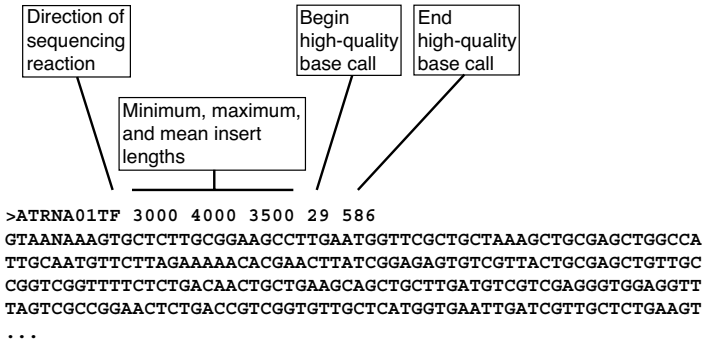 Direction of
sequencing
reaction
Begin
high-quality
base call
End
high-quality
base call
Minimum, maximum,
and mean insert
lengths
>ATRNA01TF 3000 4000 3500 29 586
GTAANAAAGTGCTCTTGCGGAAGCCTTGAATGGTTCGCTGCTAAAGCTGCGAGCTGGCCA
TTGCAATGTTCTTAGAAAAACACGAACTTATCGGAGAGTGTCGTTACTGCGAGCTGTTGC
CGGTCGGTTTTCTCTGACAACTGCTGAAGCAGCTGCTTGATGTCGTCGAGGGTGGAGGTT
TAGTCGCCGGAACTCTGACCGTCGGTGTTGCTCATGGTGAATTGATCGTTGCTCTGAAGT
...